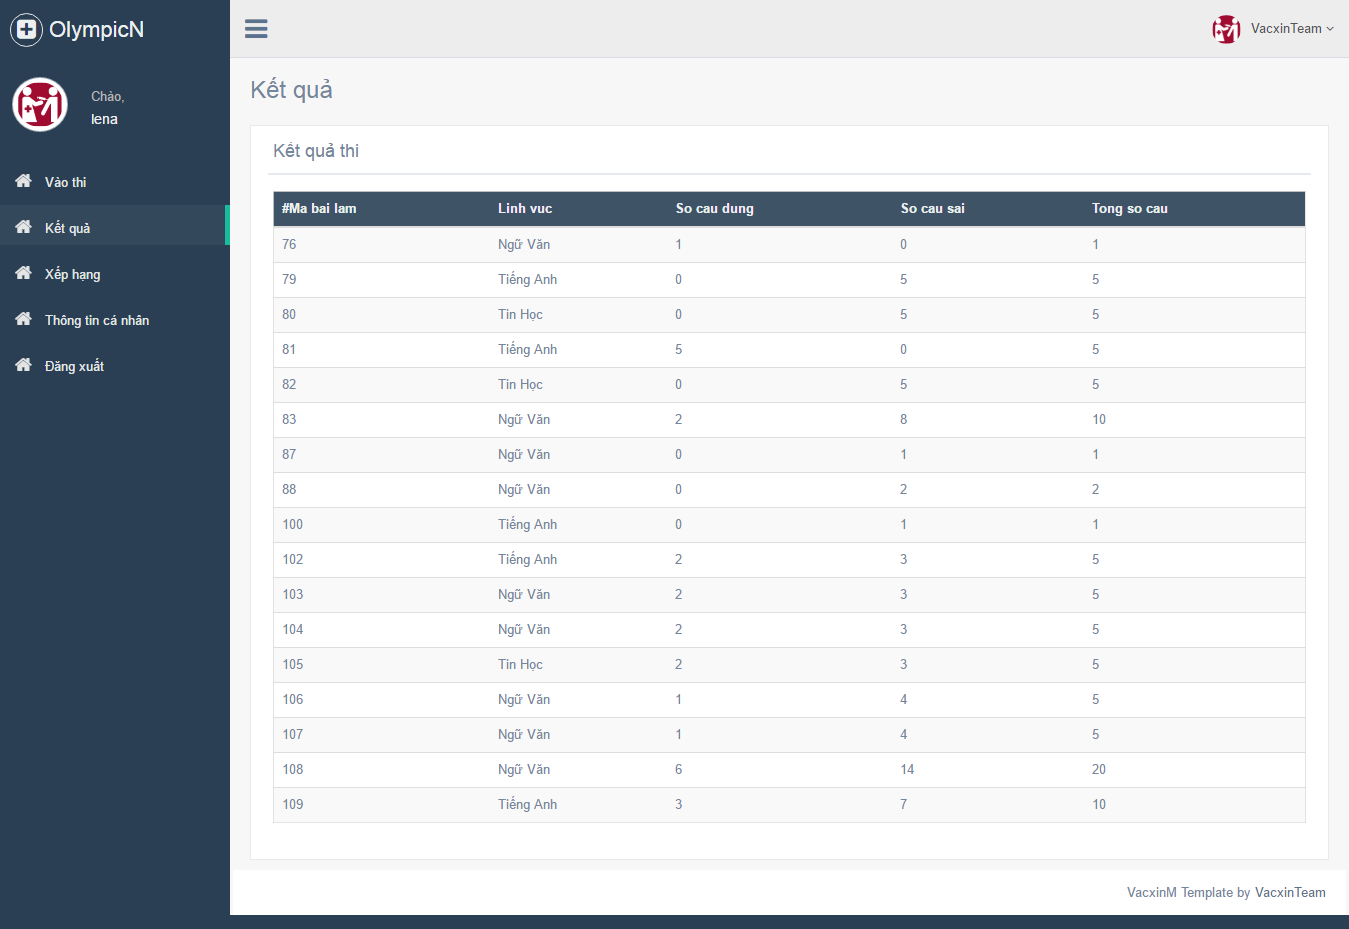 OlympicN
VacxinTeam
Chào,
lena
Vào thi
Kết quả
Xếp hạng
Thông tin cá nhân
Đăng xuất
Kết quả
Kết quả thi
#Ma bai lam Linh vuc So cau dung So cau sai Tong so cau
76 Ngữ Văn 1 0 1
79 Tiếng Anh 0 5 5
80 Tin Học 0 5 5
81 Tiếng Anh 5 0 5
82 Tin Học 0 5 5
83 Ngữ Văn 2 8 10
87 Ngữ Văn 0 1 1
88 Ngữ Văn 0 2 2
100 Tiếng Anh 0 1 1
102 Tiếng Anh 2 3 5
103 Ngữ Văn 2 3 5
104 Ngữ Văn 2 3 5
105 Tin Học 2 3 5
106 Ngữ Văn 1 4 5
107 Ngữ Văn 1 4 5
108 Ngữ Văn 6 14 20
109 Tiếng Anh 3 7 10
VacxinM Template by VacxinTeam